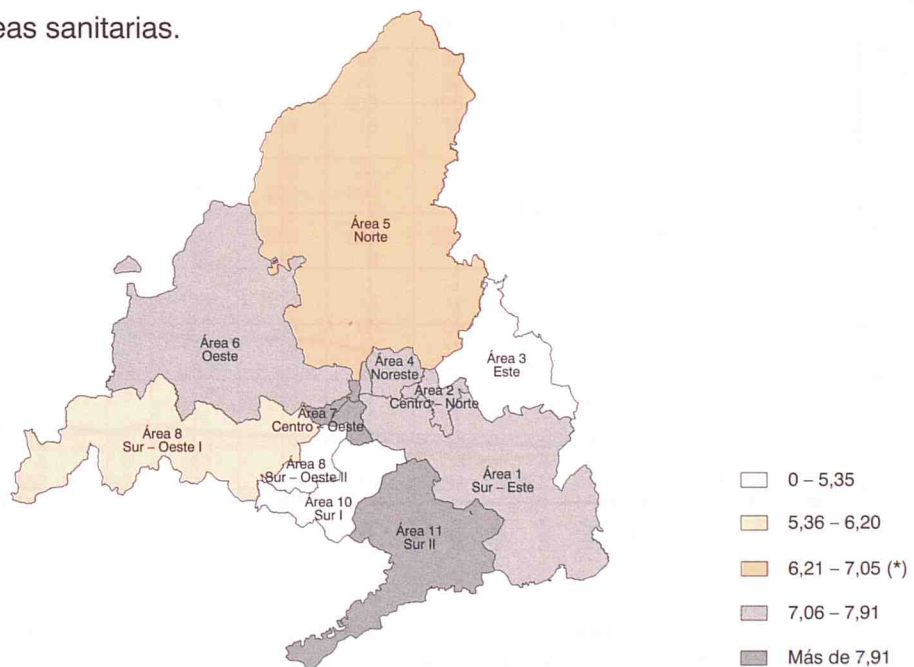 eas sanitarias.
Área 5
Norte
Área 6
Oeste
Área 3
Este
Área 4
Noreste
Área 2
Centro – Norte
Área 7
Centro – Oeste
Área 8
Sur – Oeste I
Área 8
Sur – Oeste II
Área 1
Sur – Este
Área 10
Sur I
Área 11
Sur II
0 – 5,35
5,36 – 6,20
6,21 – 7,05 (*)
7,06 – 7,91
Más de 7,91